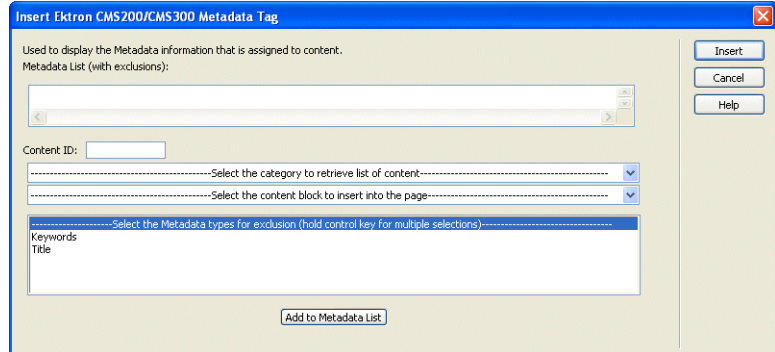 Insert Ektron CMS200/CMS300 Metadata Tag
Used to display the Metadata information that is assigned to content.
Metadata List (with exclusions):
Insert
Cancel
Help
Content ID:
-----------------------------------------Select the category to retrieve list of content-------------------------------------------
-----------------------------------------Select the content block to insert into the page-----------------------------------------
--------------------Select the Metadata types for exclusion (hold control key for multiple selections)--------------------------------
Keywords
Title
Add to Metadata List